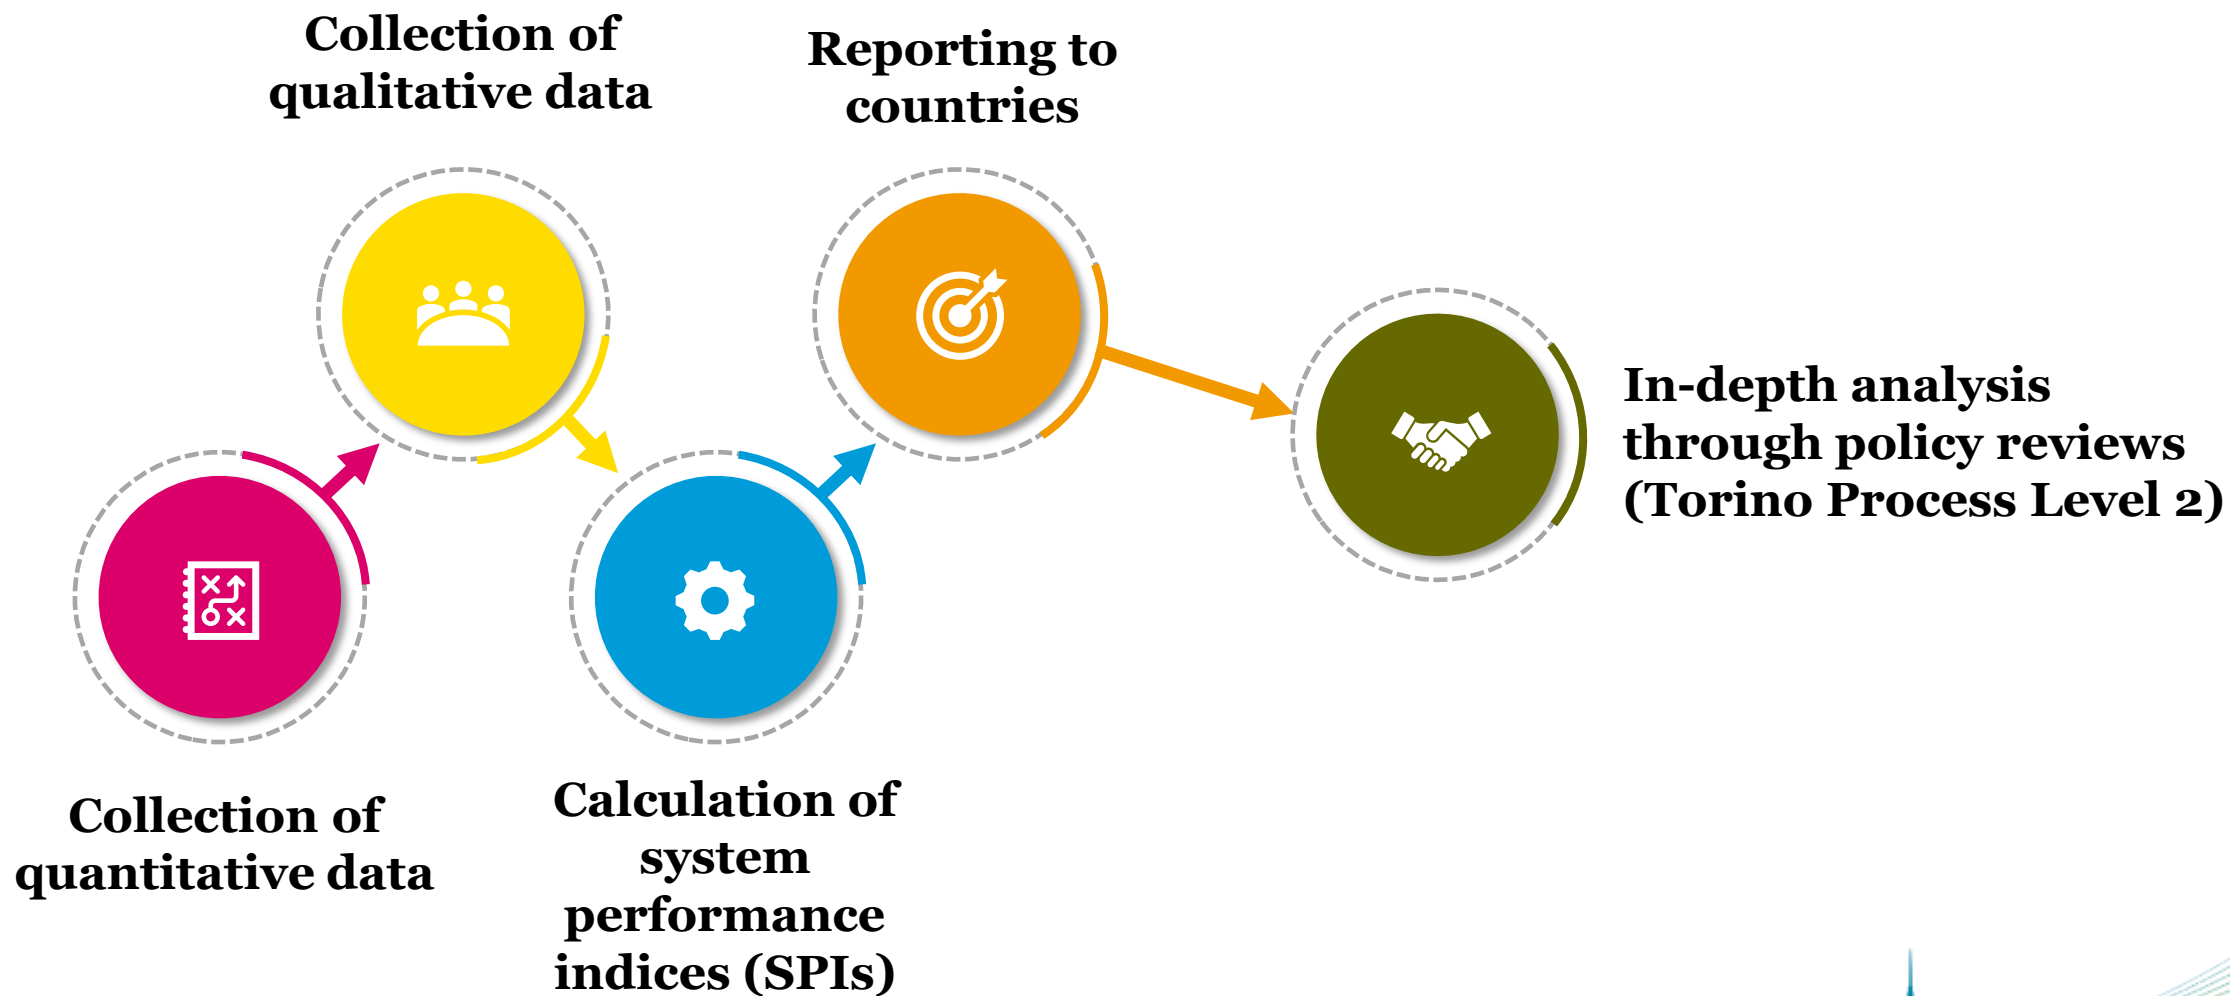 Collection of
qualitative data
Reporting to
countries
In-depth analysis
through policy reviews
(Torino Process Level 2)
Collection of
quantitative data
Calculation of
system
performance
indices (SPIs)